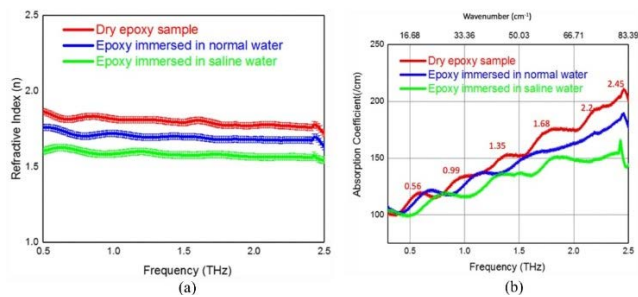 (a)
Dry epoxy sample
Epoxy immersed in normal water
Epoxy immersed in saline water
Refractive Index (n)
2.5
2.0
1.5
1.0
0.5 1.0 1.5 2.0 2.5
Frequency (THz)
(a)
Wavenumber (cm⁻¹)
16.68 33.36 50.03 66.71 83.39
Dry epoxy sample
Epoxy immersed in normal water
Epoxy immersed in saline water
Absorption Coefficient(/cm)
250
200
150
100
0.56 0.99 1.35 1.68 2.2 2.45
0.5 1.0 1.5 2.0 2.5
Frequency (THz)
(b)